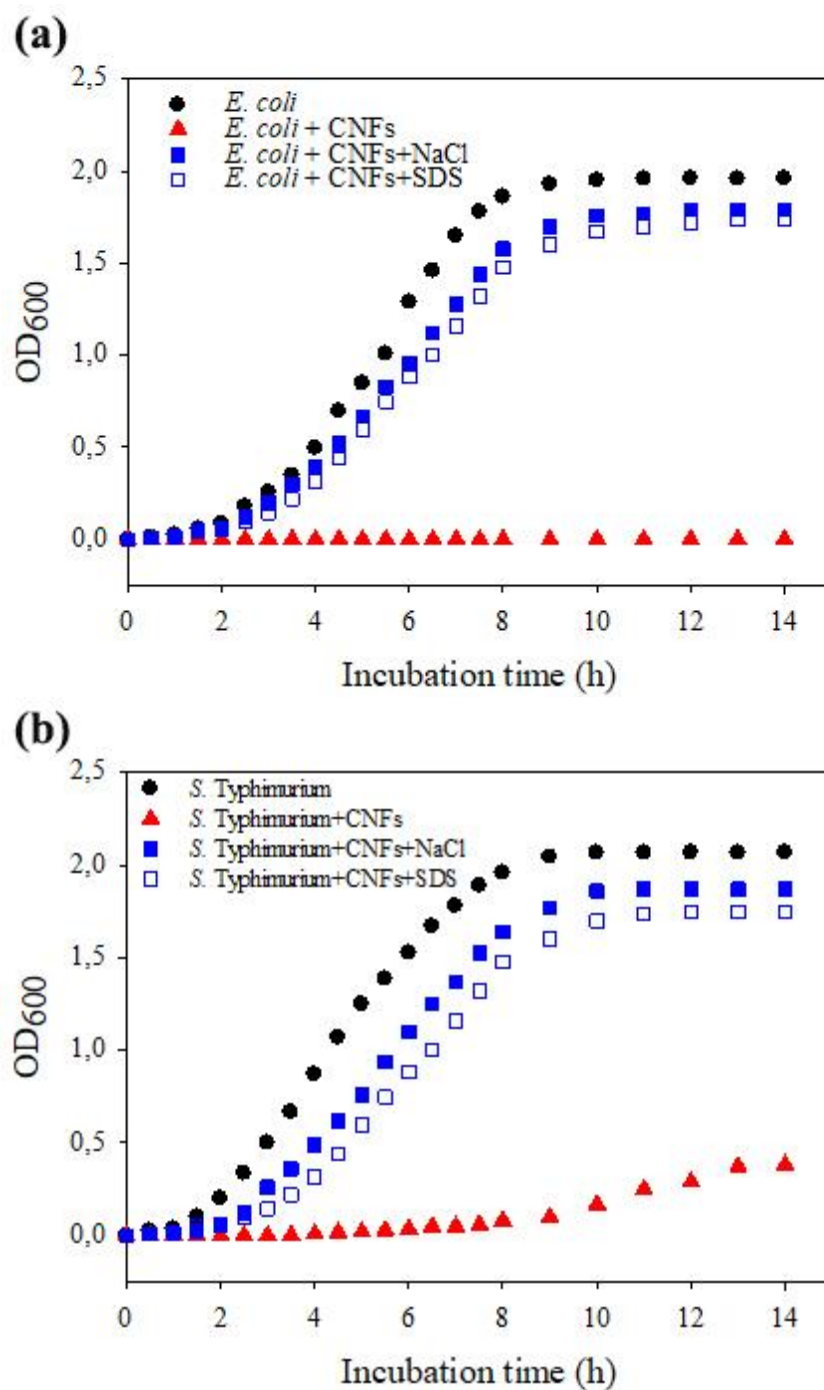 (a)
2,5
2,0
1,5
1,0
0,5
0,0
OD600
E. coli
E. coli + CNFs
E. coli + CNFs+NaCl
E. coli + CNFs+SDS
0 2 4 6 8 10 12 14
Incubation time (h)
(b)
2,5
2,0
1,5
1,0
0,5
0,0
OD600
S. Typhimurium
S. Typhimurium+CNFs
S. Typhimurium+CNFs+NaCl
S. Typhimurium+CNFs+SDS
0 2 4 6 8 10 12 14
Incubation time (h)